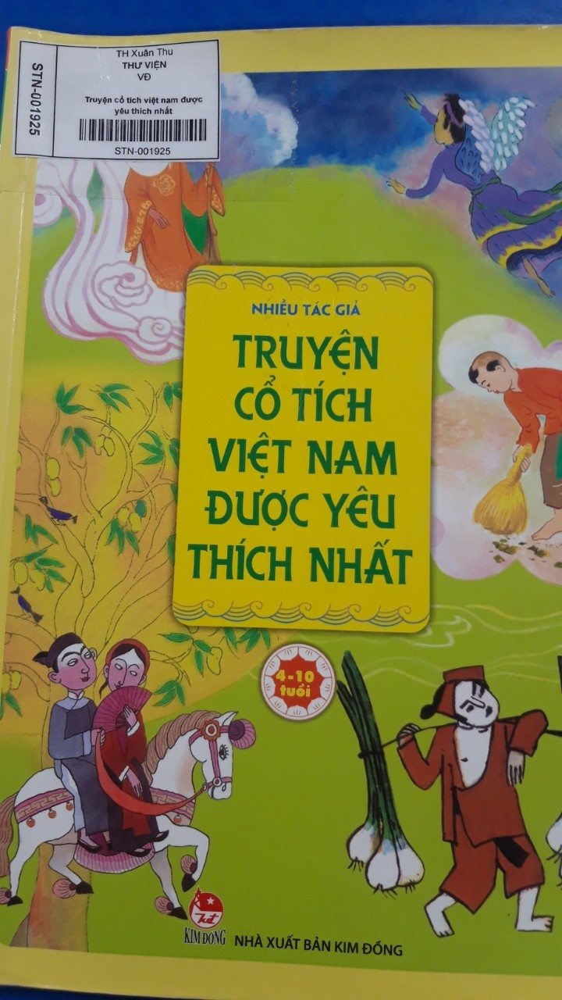 TH Xuân Thu
THƯ VIỆN
VĐ
Truyện cổ tích việt nam được
yêu thích nhất
STN-001925
STN-001925
NHIỀU TÁC GIẢ
TRUYỆN
CỔ TÍCH
VIỆT NAM
ĐƯỢC YÊU
THÍCH NHẤT
4-10
tuổi
kđ
KIM ĐỒNG
NHÀ XUẤT BẢN KIM ĐỒNG